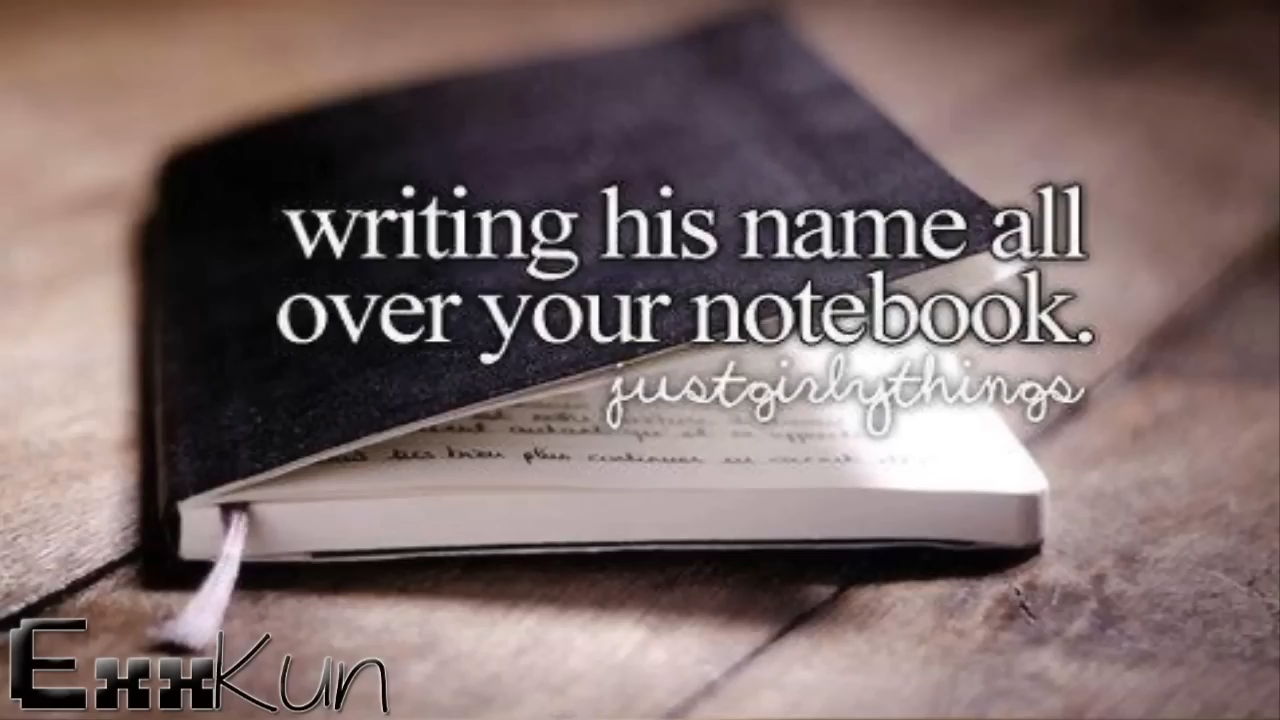 writing his name all
over your notebook.
justgirlythings
ExxKun